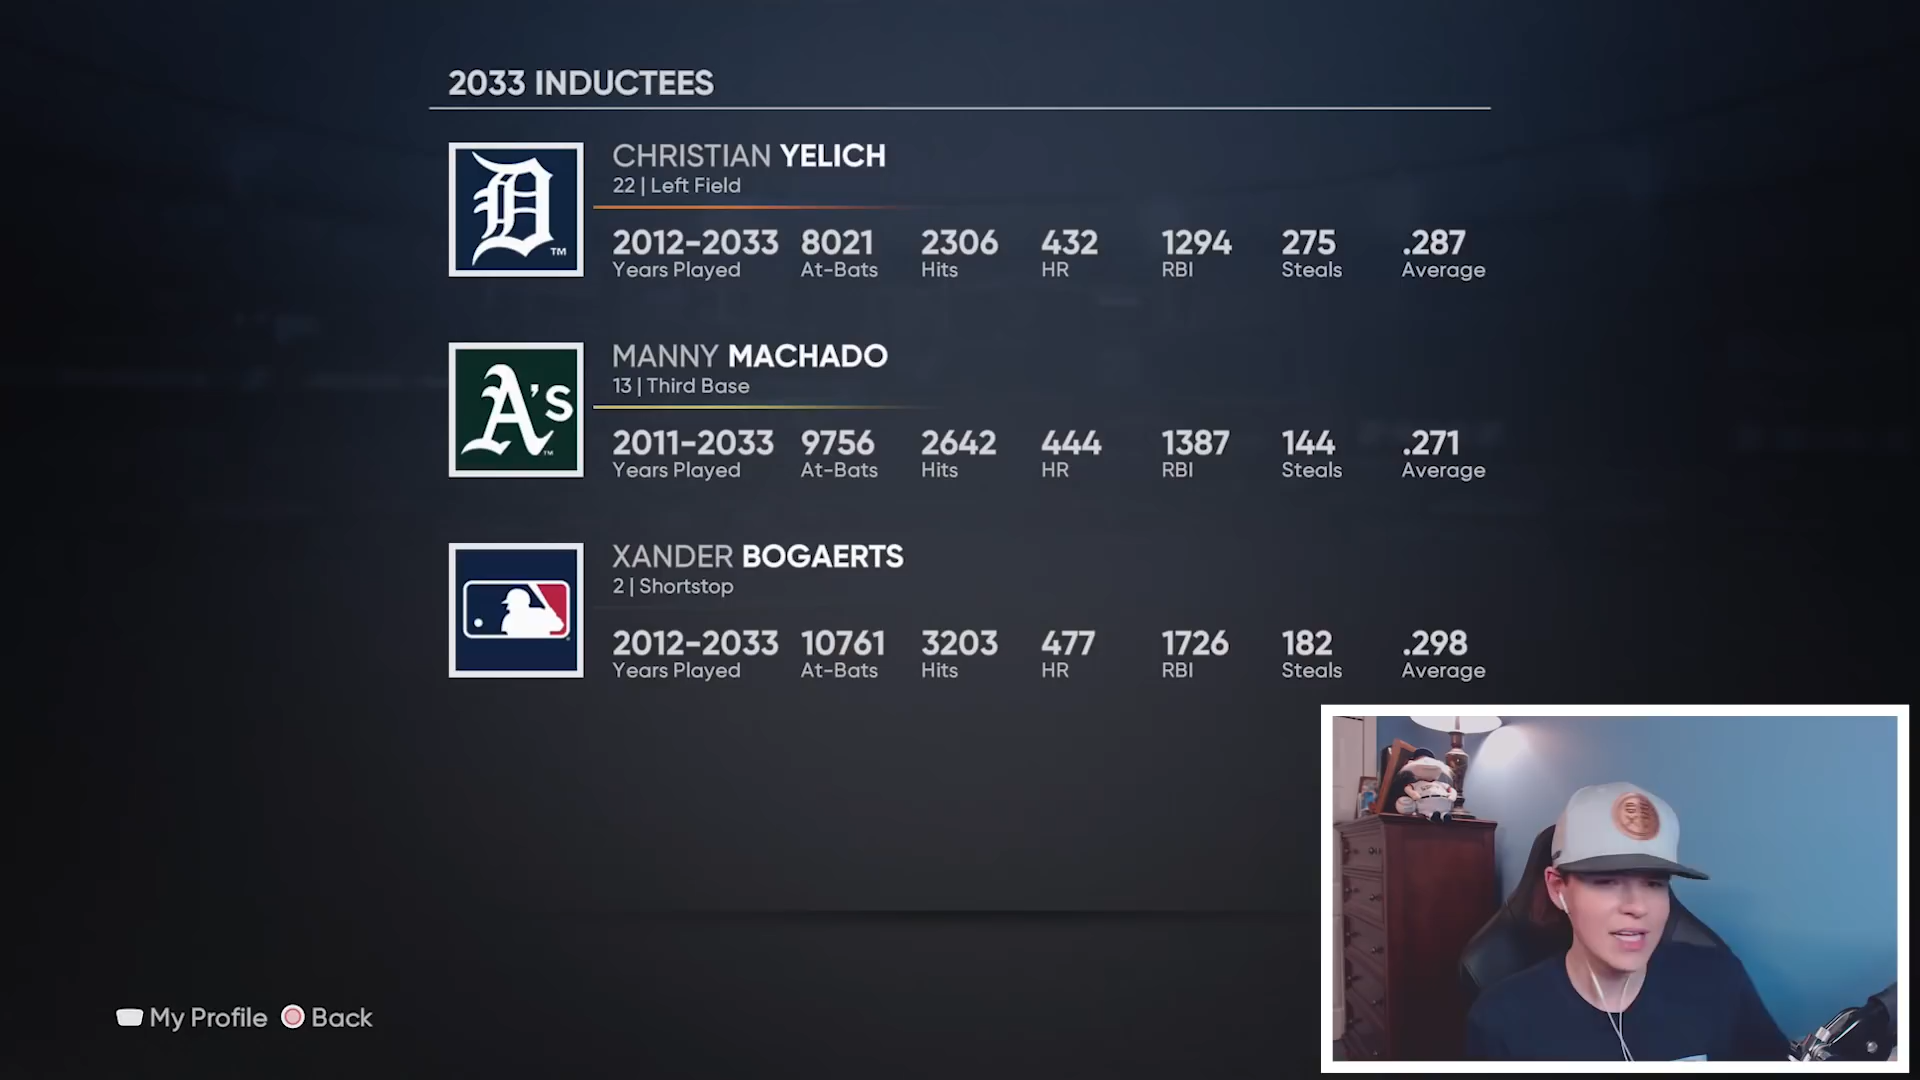 2033 INDUCTEES
CHRISTIAN YELICH
22 | Left Field
2012-2033 8021 2306 432 1294 275 .287
Years Played At-Bats Hits HR RBI Steals Average
D TM
MANNY MACHADO
13 | Third Base
2011-2033 9756 2642 444 1387 144 .271
Years Played At-Bats Hits HR RBI Steals Average
A's TM
XANDER BOGAERTS
2 | Shortstop
2012-2033 10761 3203 477 1726 182 .298
Years Played At-Bats Hits HR RBI Steals Average
My Profile Back